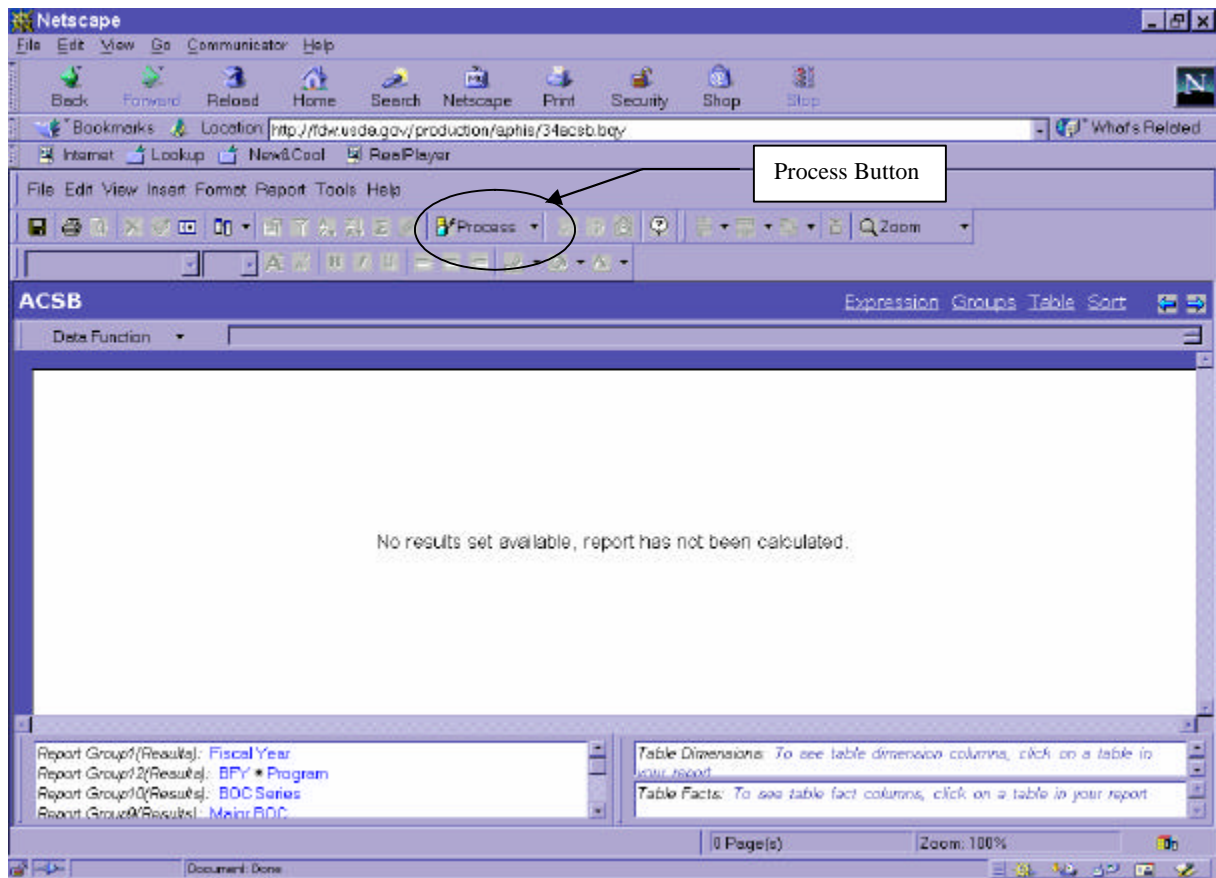 Netscape
File Edit View Go Communicator Help
Back Forward Reload Home Search Netscape Print Security Shop Stop
N
Bookmarks Location: http://fdw.usda.gov/production/aphis/34acsb.bqy What's Related
Internet Lookup New&Cool RealPlayer
Process Button
File Edit View Insert Format Report Tools Help
Process Zoom
ACSB Expression Groups Table Sort
Data Function
No results set available, report has not been calculated.
Report Group1(Results): Fiscal Year
Report Group12(Results): BFY * Program
Report Group10(Results): BOC Series
Report Group9(Results): Major BOC
Table Dimensions: To see table dimension columns, click on a table in
your report
Table Facts: To see table fact columns, click on a table in your report
0 Page(s) Zoom: 100%
Document: Done